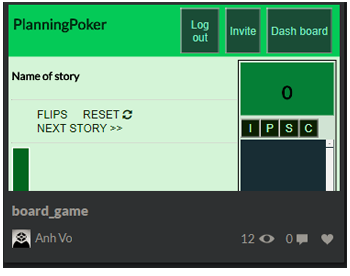 PlanningPoker
Log out
Invite
Dash board
Name of story
0
FLIPS RESET
NEXT STORY >>
I P S C
board_game
Anh Vo
12
0